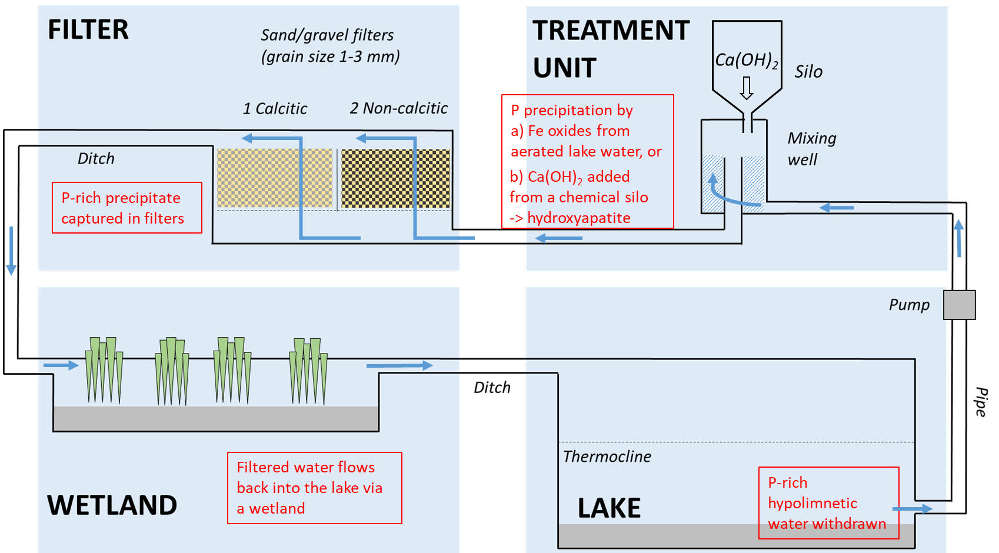 FILTER
Sand/gravel filters
(grain size 1-3 mm)
1 Calcitic
2 Non-calcitic
Ditch
P-rich precipitate
captured in filters
TREATMENT
UNIT
Ca(OH)2
Silo
P precipitation by
a) Fe oxides from
aerated lake water, or
b) Ca(OH)2 added
from a chemical silo
-> hydroxyapatite
Mixing
well
Pump
Pipe
WETLAND
Filtered water flows
back into the lake via
a wetland
Ditch
Thermocline
LAKE
P-rich
hypolimnetic
water withdrawn